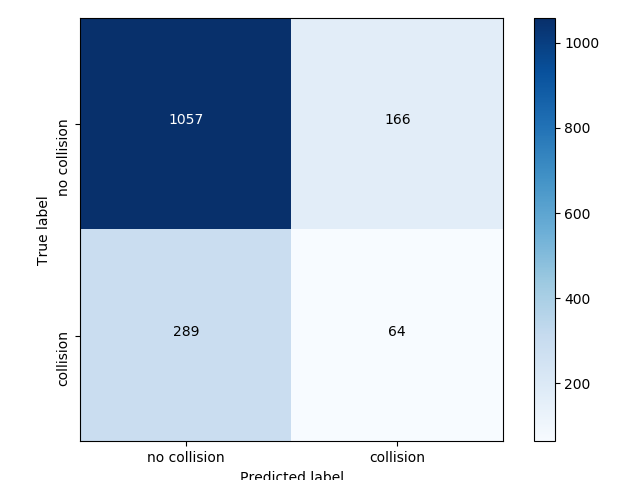 True label
no collision
collision
1057
166
289
64
no collision
collision
Predicted label
1000
800
600
400
200